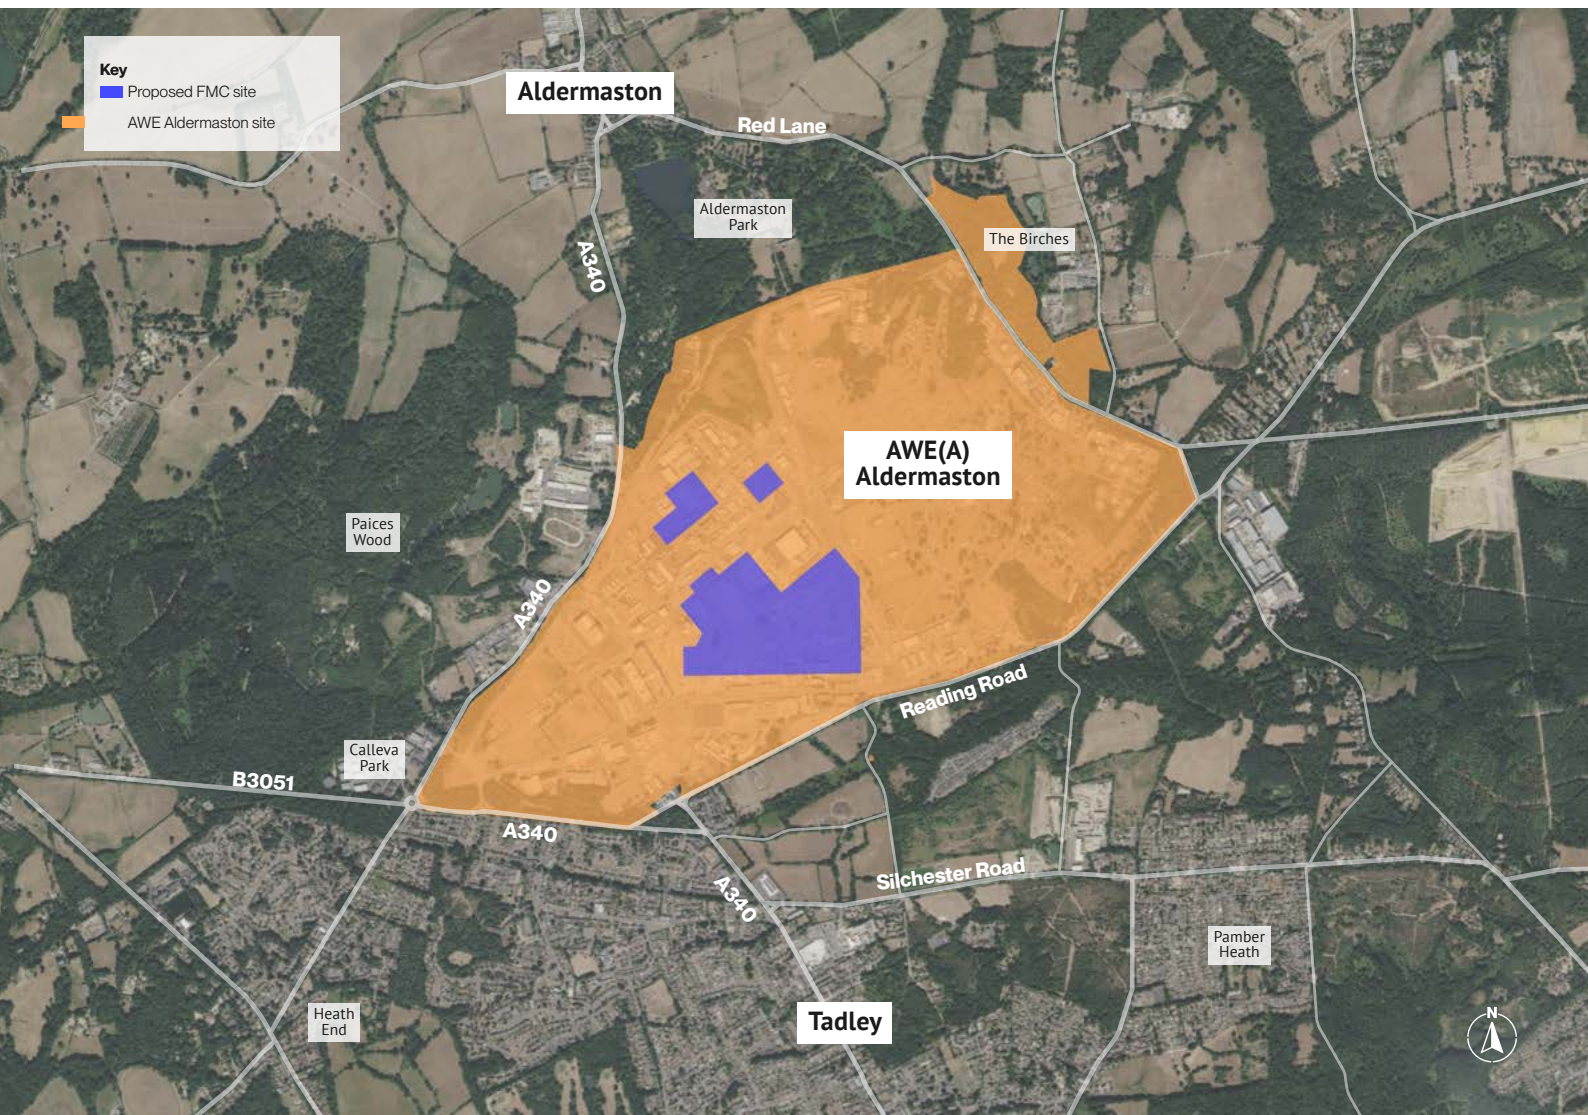 Key
Proposed FMC site
AWE Aldermaston site
Aldermaston
Red Lane
Aldermaston
Park
The Birches
A340
AWE(A)
Aldermaston
Paices
Wood
A340
Reading Road
Calleva
Park
B3051
A340
A340
Silchester Road
Pamber
Heath
Heath
End
Tadley
N